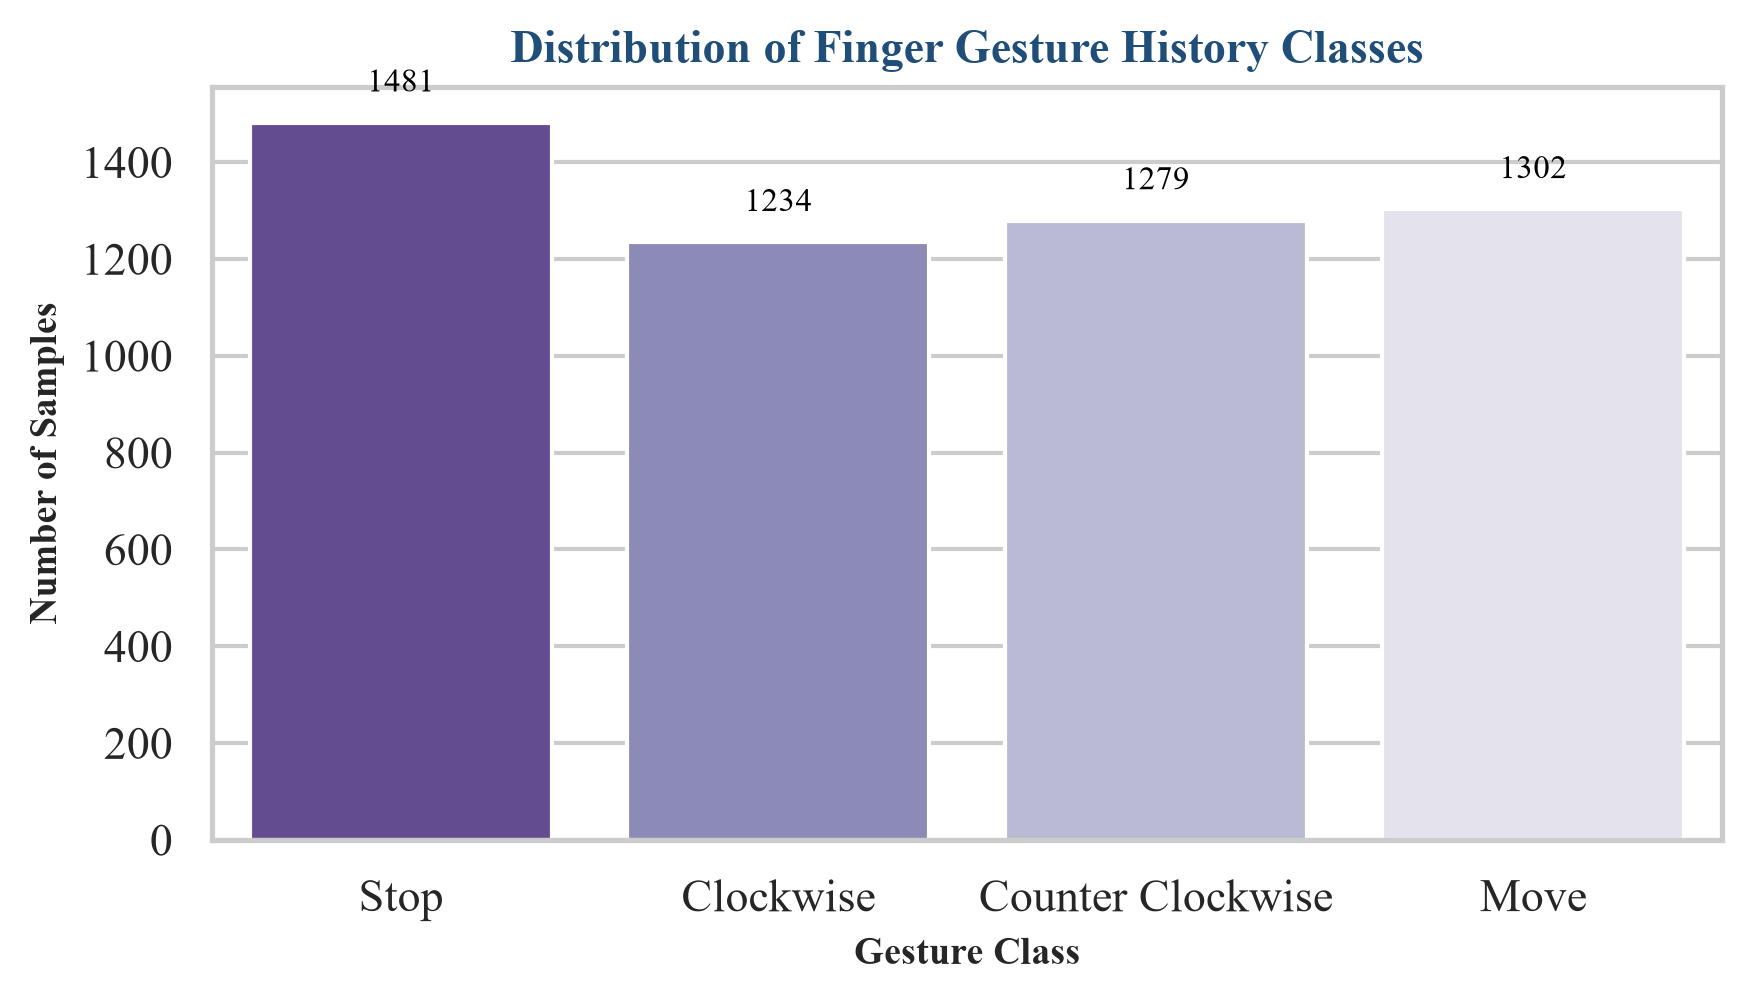 Distribution of Finger Gesture History Classes
1481
1234
1279
1302
1400
1200
1000
800
600
400
200
0
Number of Samples
Stop
Clockwise
Counter Clockwise
Move
Gesture Class